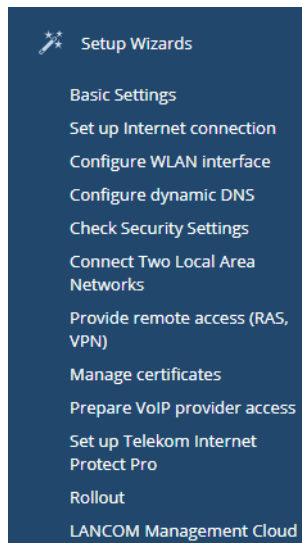 Setup Wizards
Basic Settings
Set up Internet connection
Configure WLAN interface
Configure dynamic DNS
Check Security Settings
Connect Two Local Area
Networks
Provide remote access (RAS,
VPN)
Manage certificates
Prepare VoIP provider access
Set up Telekom Internet
Protect Pro
Rollout
LANCOM Management Cloud